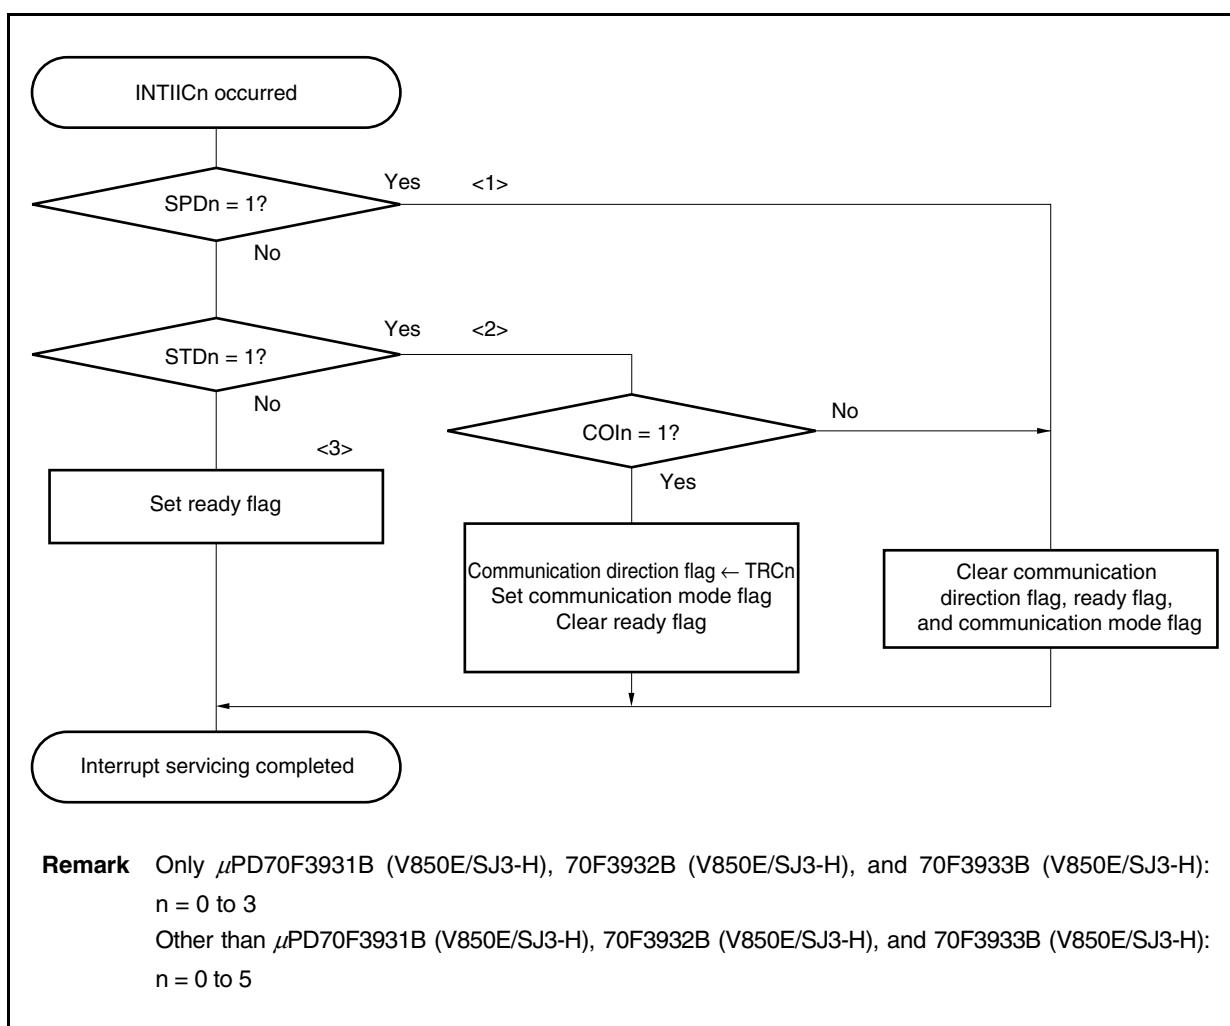 INTIICn occurred
Yes <1>
SPDn = 1?
No
Yes <2>
STDn = 1?
No
No
COIn = 1?
<3>
Yes
Set ready flag
Communication direction flag ← TRCn
Set communication mode flag
Clear ready flag
Clear communication
direction flag, ready flag,
and communication mode flag
Interrupt servicing completed
Remark Only μPD70F3931B (V850E/SJ3-H), 70F3932B (V850E/SJ3-H), and 70F3933B (V850E/SJ3-H):
n = 0 to 3
Other than μPD70F3931B (V850E/SJ3-H), 70F3932B (V850E/SJ3-H), and 70F3933B (V850E/SJ3-H):
n = 0 to 5